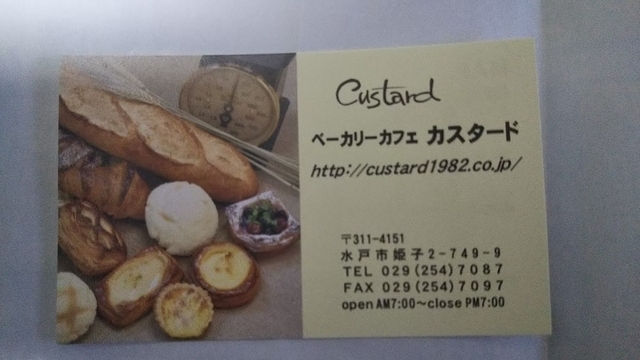 Custard
ベーカリーカフェ カスタード
http://custard1982.co.jp/
〒311-4151
水戸市姫子2-749-9
TEL 029(254)7087
FAX 029(254)7097
open AM7:00～close PM7:00